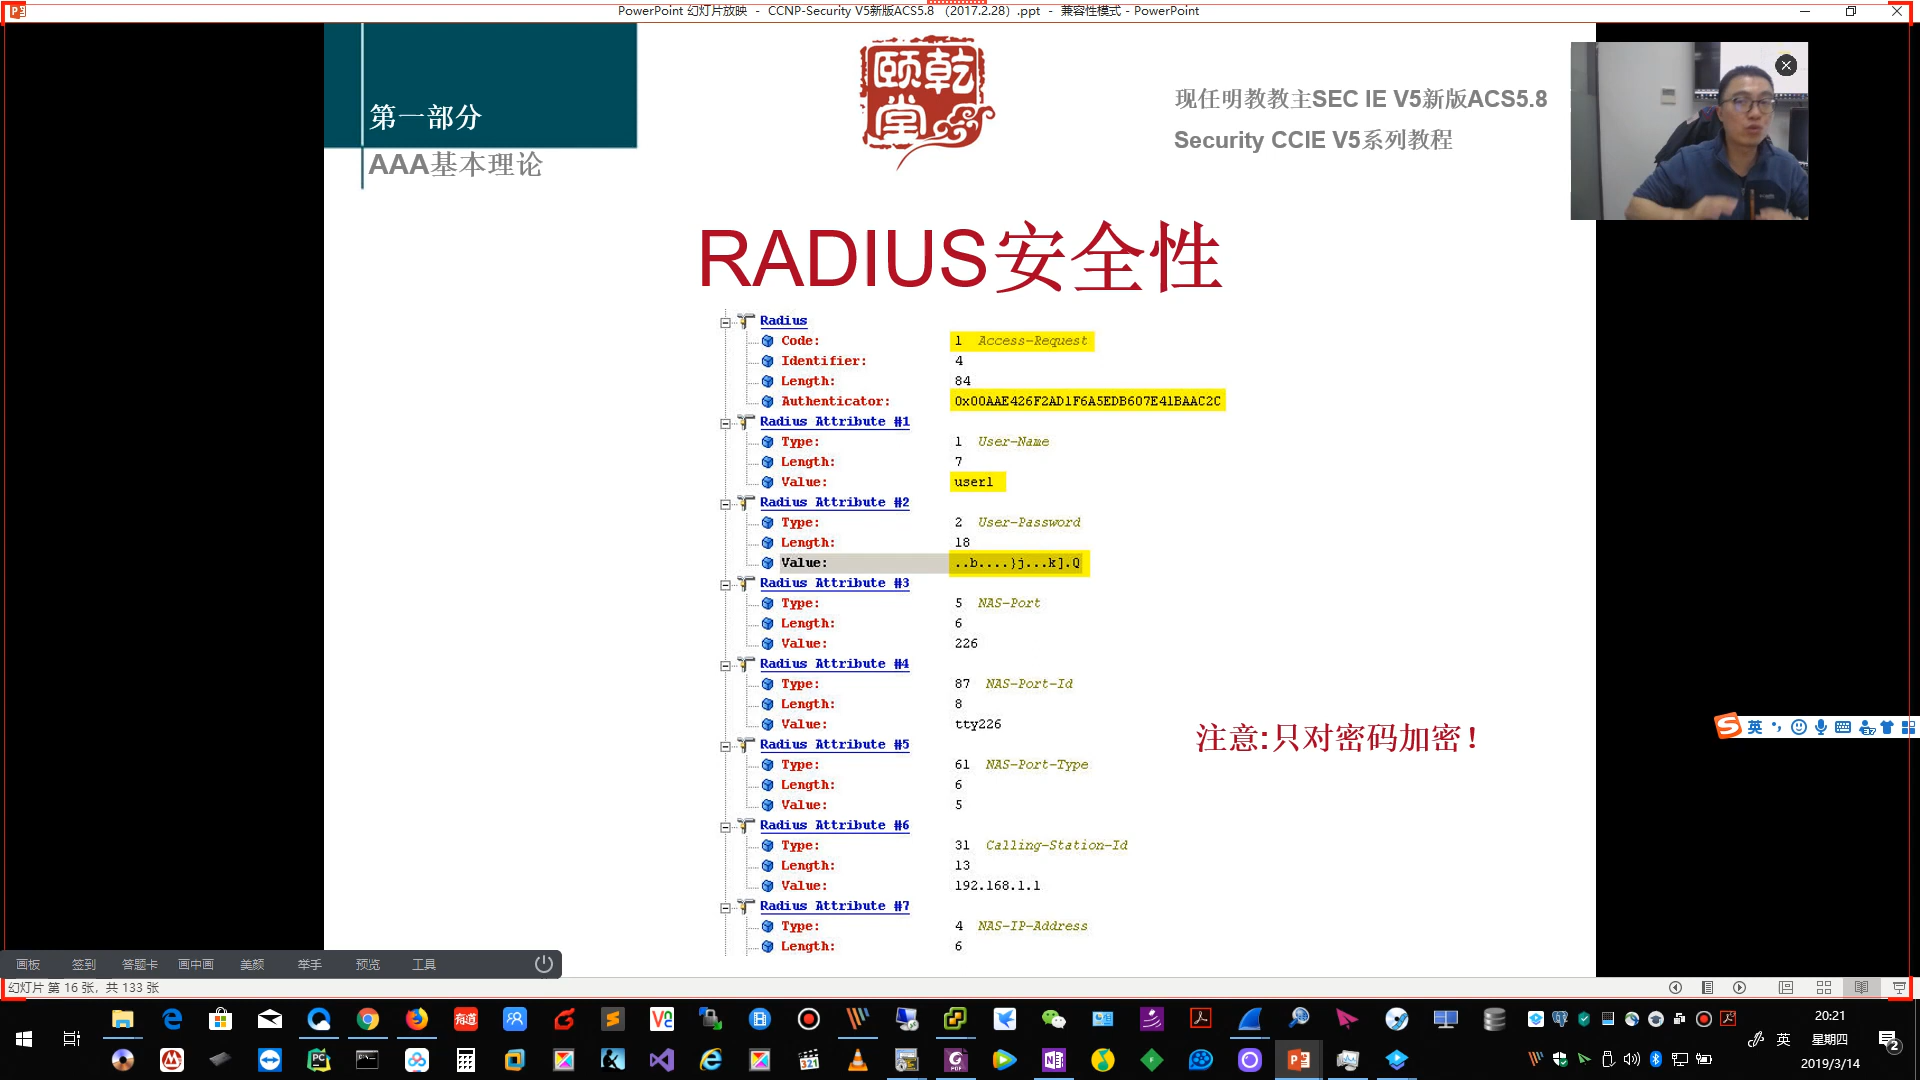 PowerPoint 幻灯片放映 - CCNP-Security V5新版ACS5.8 （2017.2.28）.ppt - 兼容性模式 - PowerPoint
第一部分
AAA基本理论
颐乾堂
现任明教教主SEC IE V5新版ACS5.8
Security CCIE V5系列教程
RADIUS安全性
Radius
Code: 1 Access-Request
Identifier: 4
Length: 84
Authenticator: 0x00AAE426F2AD1F6A5EDB607E41BAAC2C
Radius Attribute #1
Type: 1 User-Name
Length: 7
Value: user1
Radius Attribute #2
Type: 2 User-Password
Length: 18
Value: ..b....}j...k].Q
Radius Attribute #3
Type: 5 NAS-Port
Length: 6
Value: 226
Radius Attribute #4
Type: 87 NAS-Port-Id
Length: 8
Value: tty226
Radius Attribute #5
Type: 61 NAS-Port-Type
Length: 6
Value: 5
Radius Attribute #6
Type: 31 Calling-Station-Id
Length: 13
Value: 192.168.1.1
Radius Attribute #7
Type: 4 NAS-IP-Address
Length: 6
注意:只对密码加密!
英
画板 签到 答题卡 画中画 美颜 举手 预览 工具
幻灯片 第 16 张，共 133 张
有道
英
20:21
星期四
2019/3/14
2